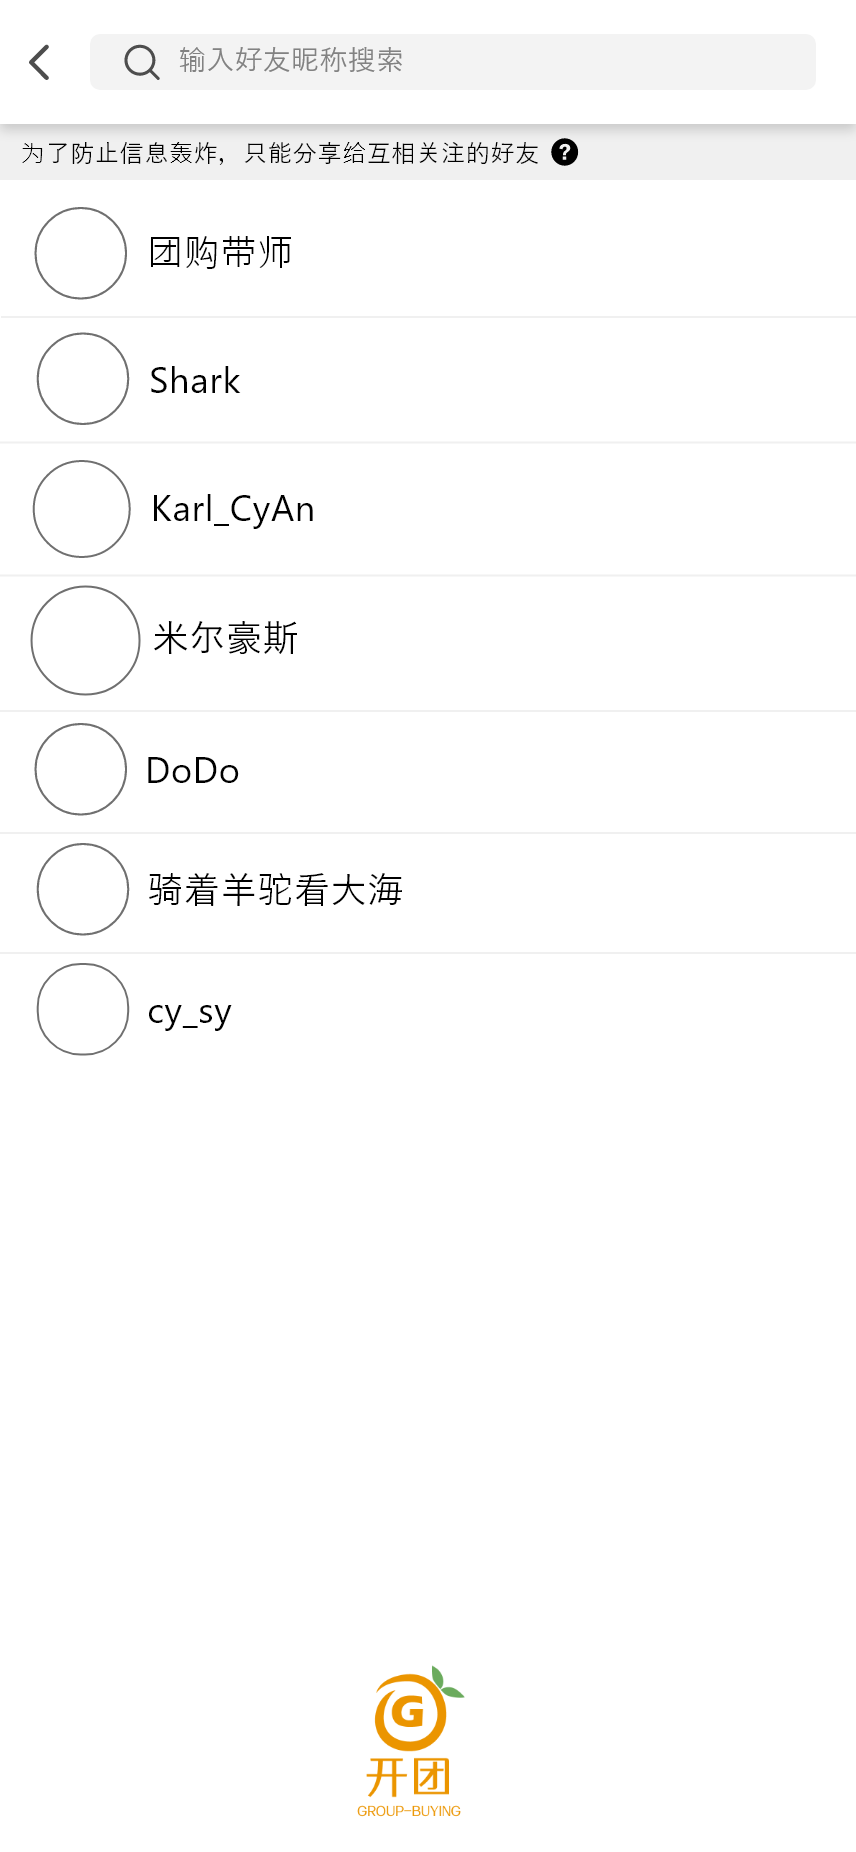 输入好友昵称搜索
为了防止信息轰炸，只能分享给互相关注的好友 ?
团购带师
Shark
Karl_CyAn
米尔豪斯
DoDo
骑着羊驼看大海
cy_sy
G
开团
GROUP-BUYING